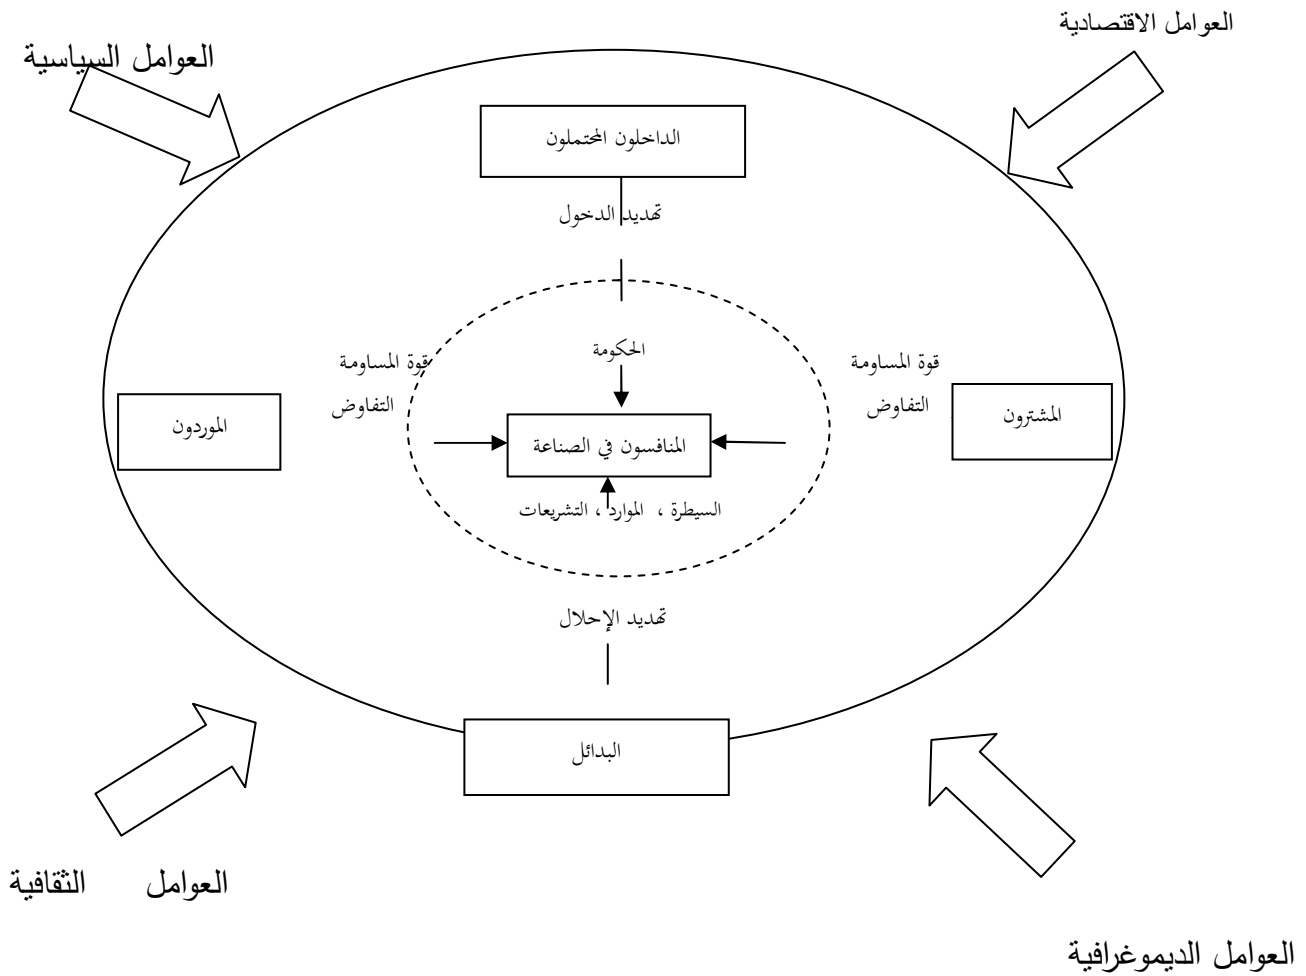 العوامل الاقتصادية
العوامل السياسية
الداخلون المحتملون
تهديد الدخول
الحكومة
قوة المساومة
التفاوض
المشترون
قوة المساومة
التفاوض
الموردون
المنافسون في الصناعة
السيطرة ، الموارد ، التشريعات
تهديد الإحلال
البدائل
العوامل الثقافية
العوامل الديموغرافية